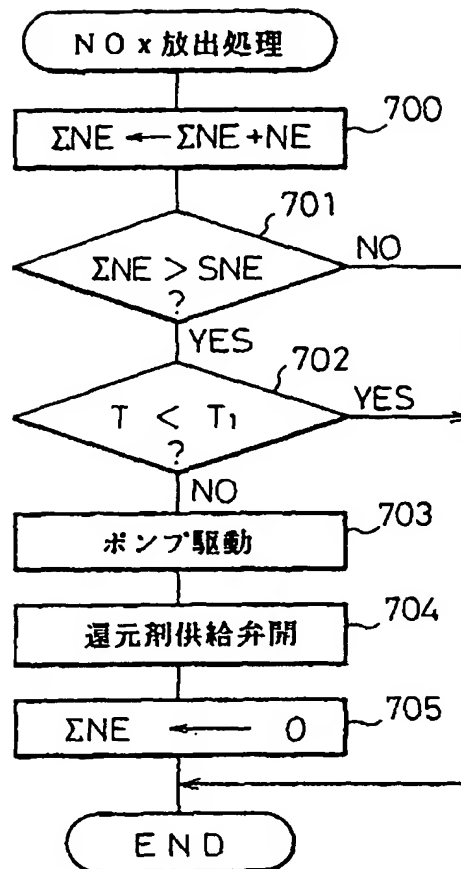 NOx放出処理
700
ΣNE ← ΣNE+NE
701
ΣNE > SNE
?
NO
YES
702
T < T₁
?
YES
NO
703
ポンプ駆動
704
還元剤供給弁開
705
ΣNE ← 0
END